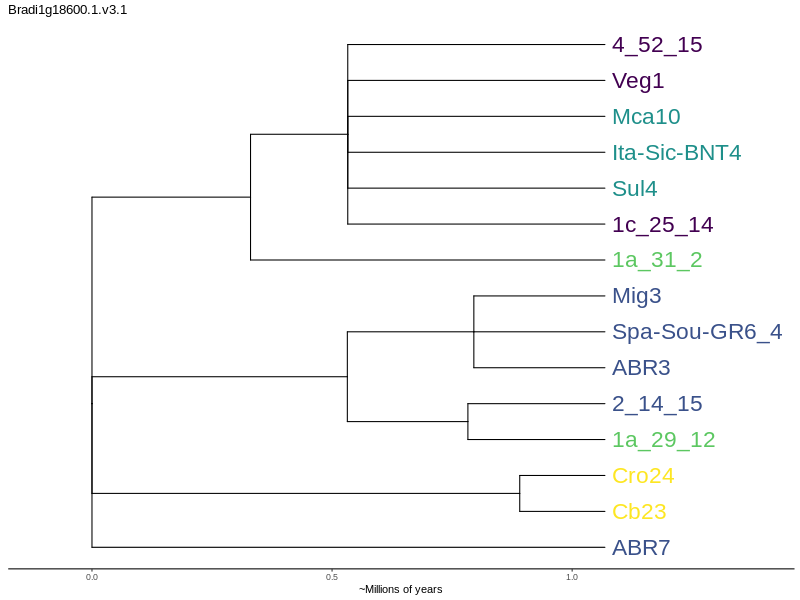 Bradi1g18600.1.v3.1
4_52_15
Veg1
Mca10
Ita-Sic-BNT4
Sul4
1c_25_14
1a_31_2
Mig3
Spa-Sou-GR6_4
ABR3
2_14_15
1a_29_12
Cro24
Cb23
ABR7
0.0 0.5 1.0
~Millions of years